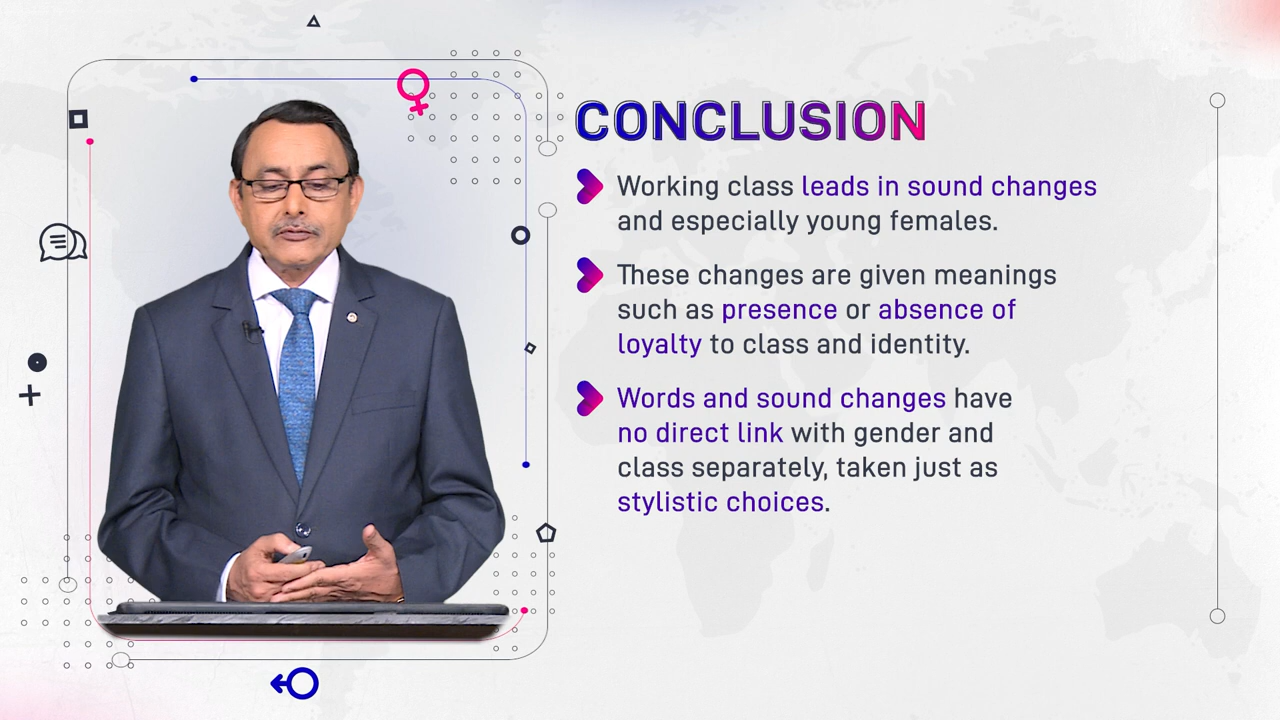 CONCLUSION
Working class leads in sound changes
and especially young females.
These changes are given meanings
such as presence or absence of
loyalty to class and identity.
Words and sound changes have
no direct link with gender and
class separately, taken just as
stylistic choices.